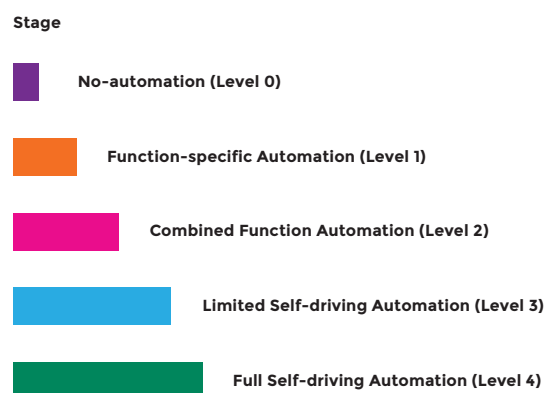 Stage
No-automation (Level 0)
Function-specific Automation (Level 1)
Combined Function Automation (Level 2)
Limited Self-driving Automation (Level 3)
Full Self-driving Automation (Level 4)